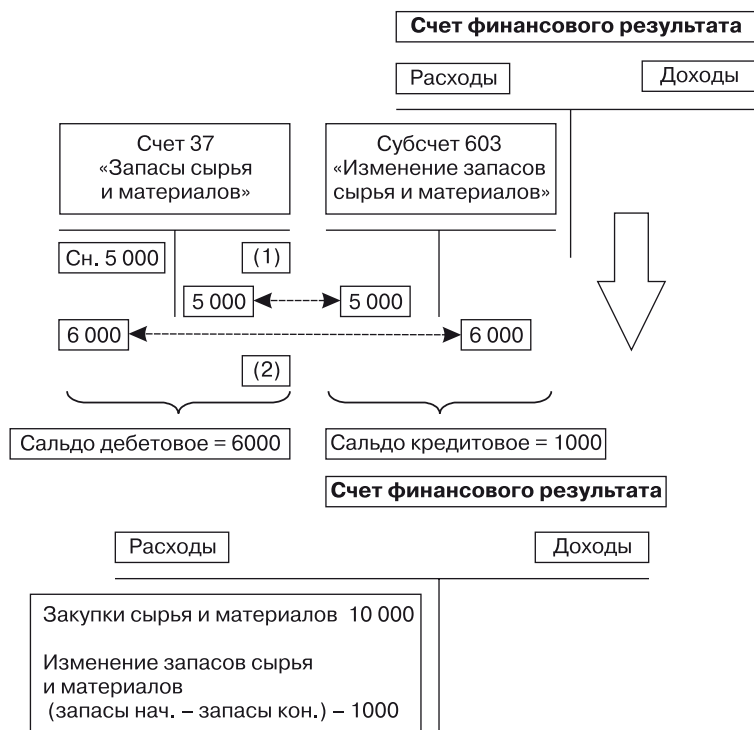 Счет финансового результата
Расходы
Доходы
Счет 37
«Запасы сырья
и материалов»
Субсчет 603
«Изменение запасов
сырья и материалов»
Сн. 5 000
(1)
5 000
5 000
6 000
6 000
(2)
Сальдо дебетовое = 6000
Сальдо кредитовое = 1000
Счет финансового результата
Расходы
Доходы
Закупки сырья и материалов 10 000
Изменение запасов сырья
и материалов
(запасы нач. – запасы кон.) – 1000